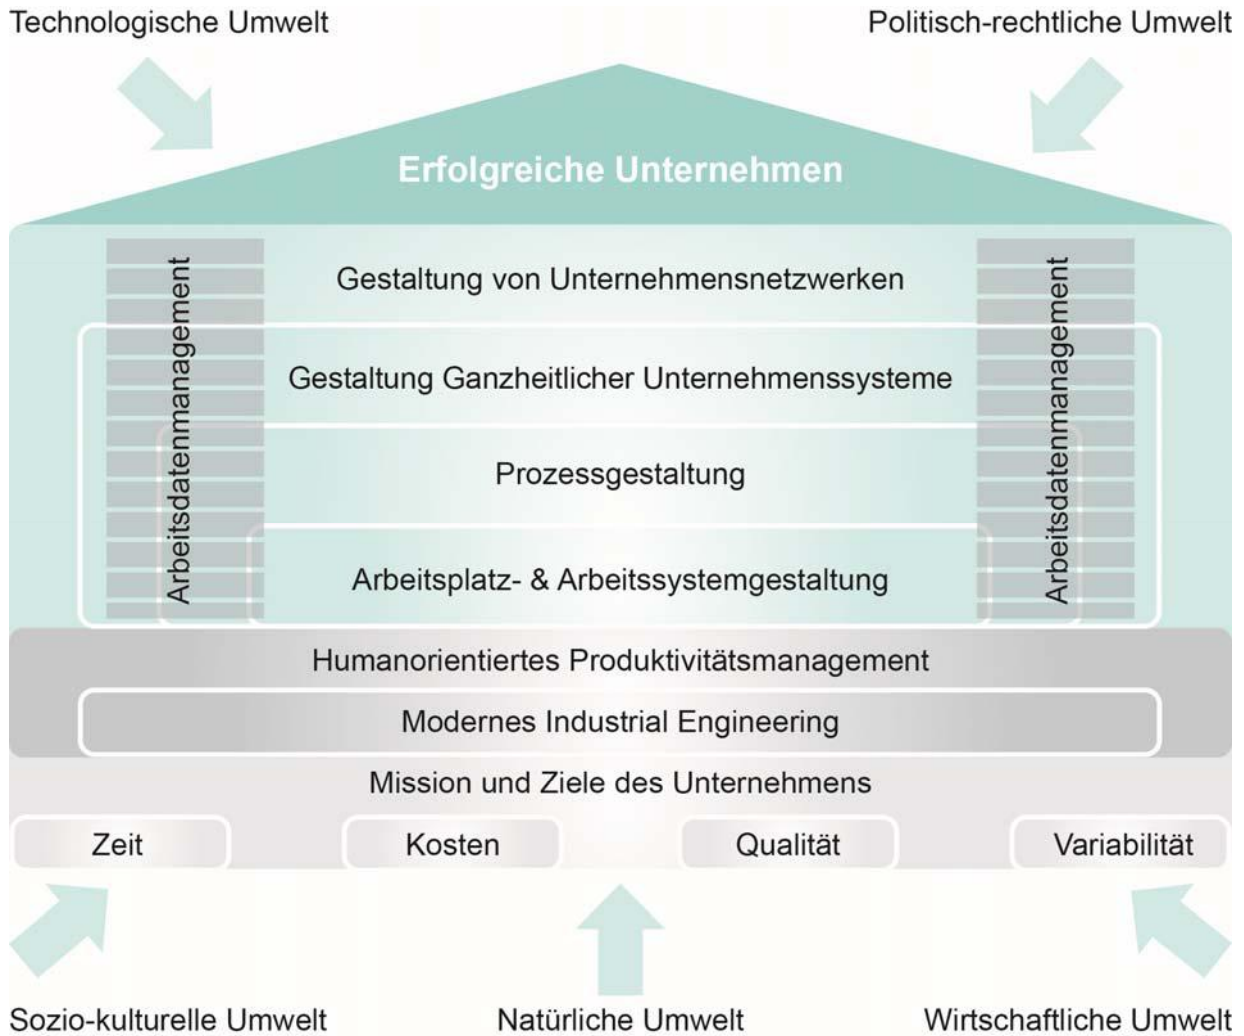 Technologische Umwelt
Politisch-rechtliche Umwelt
Erfolgreiche Unternehmen
Arbeitsdatenmanagement
Gestaltung von Unternehmensnetzwerken
Gestaltung Ganzheitlicher Unternehmenssysteme
Prozessgestaltung
Arbeitsplatz- & Arbeitssystemgestaltung
Arbeitsdatenmanagement
Humanorientiertes Produktivitätsmanagement
Modernes Industrial Engineering
Mission und Ziele des Unternehmens
Zeit
Kosten
Qualität
Variabilität
Sozio-kulturelle Umwelt
Natürliche Umwelt
Wirtschaftliche Umwelt